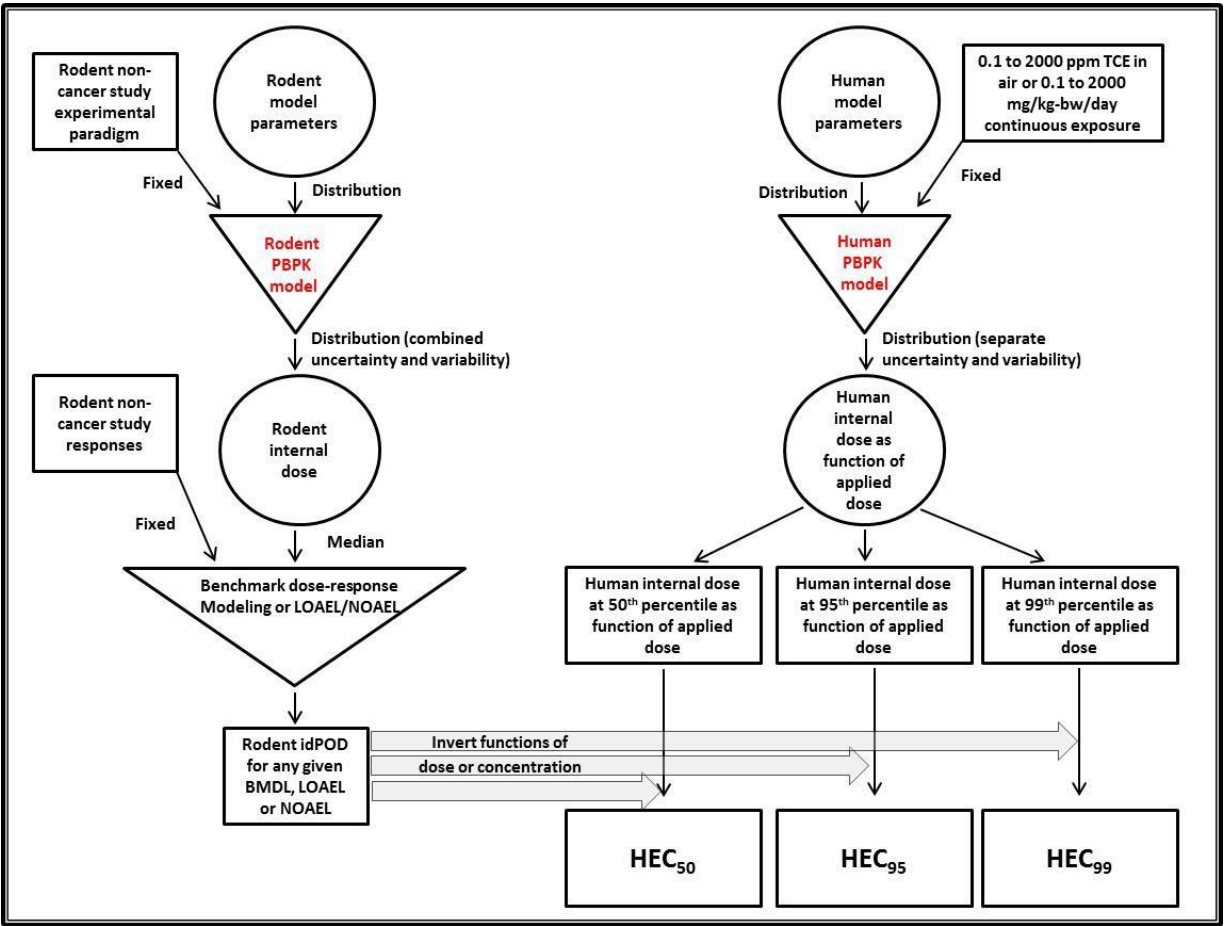 Rodent non-
cancer study
experimental
paradigm
Rodent
model
parameters
Fixed
Distribution
Rodent
PBPK
model
Distribution (combined
uncertainty and variability)
Rodent non-
cancer study
responses
Rodent
internal
dose
Fixed
Median
Benchmark dose-response
Modeling or LOAEL/NOAEL
Rodent idPOD
for any given
BMDL, LOAEL
or NOAEL
Invert functions of
dose or concentration
Human
model
parameters
0.1 to 2000 ppm TCE in
air or 0.1 to 2000
mg/kg-bw/day
continuous exposure
Distribution
Fixed
Human
PBPK
model
Distribution (separate
uncertainty and variability)
Human
internal
dose as
function of
applied
dose
Human internal dose
at 50th percentile as
function of applied
dose
Human internal dose
at 95th percentile as
function of applied
dose
Human internal dose
at 99th percentile as
function of applied
dose
HEC50
HEC95
HEC99